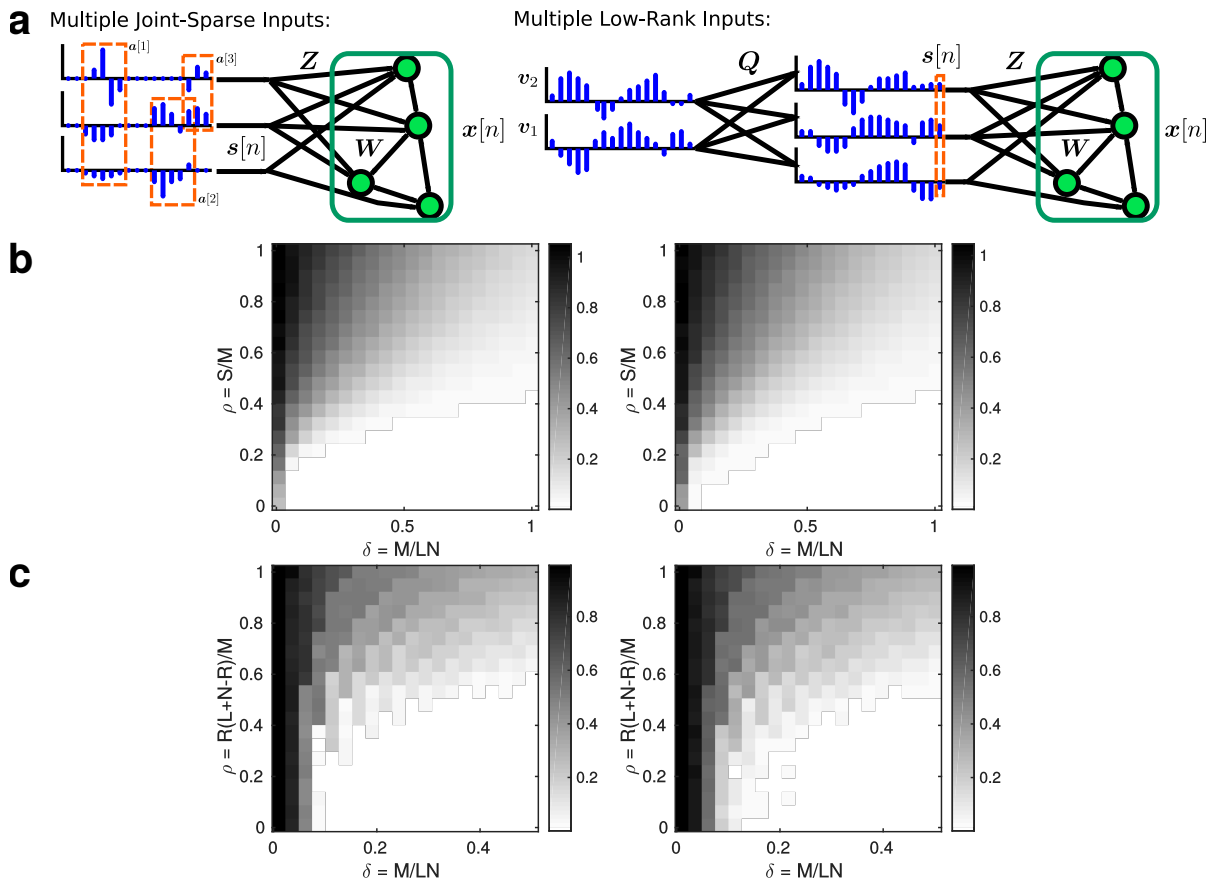 a
Multiple Joint-Sparse Inputs:
Multiple Low-Rank Inputs:
a[1]
a[3]
Z
s[n]
W
x[n]
a[2]
v2
v1
Q
s[n]
Z
W
x[n]
b
1
0.8
0.6
0.4
0.2
0
ρ = S/M
0
0.5
1
δ = M/LN
1
0.8
0.6
0.4
0.2
1
0.8
0.6
0.4
0.2
0
ρ = S/M
0
0.5
1
δ = M/LN
1
0.8
0.6
0.4
0.2
c
1
0.8
0.6
0.4
0.2
0
ρ = R(L+N-R)/M
0
0.2
0.4
δ = M/LN
0.8
0.6
0.4
0.2
1
0.8
0.6
0.4
0.2
0
ρ = R(L+N-R)/M
0
0.2
0.4
δ = M/LN
0.8
0.6
0.4
0.2